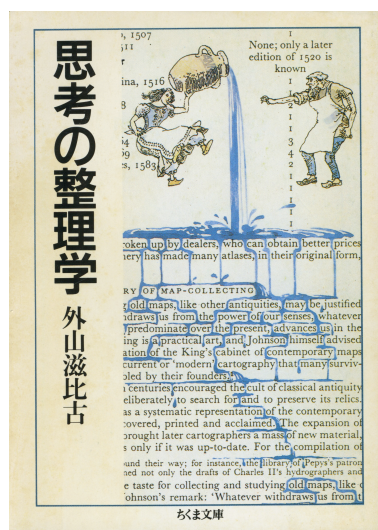 思考の整理学
外山滋比古
, 1507
None; only a later
edition of 1520 is
known
ina, 1516
s, 1583
roken up by dealers, who can obtain better prices
nery has made many atlases, in their original form,
RY OF MAP-COLLECTING
g old maps, like other antiquities, may be justified
hdraws us from the power of our senses, whatever
predominate over the present, advances us in the
ing is a practical art, and Johnson himself advised
ation of the King's cabinet of contemporary maps
current or 'modern' cartography that many surviv-
pled by their founders.
n centuries encouraged the cult of classical antiquity
eliberately to search for and to preserve its relics.
as a systematic representation of the contemporary
covered, printed and acclaimed. The expansion of
brought later cartographers a mass of new material,
s only if it was up-to-date. For the compilation of
und their way; for instance, the library of Pepys's patron
ned not only the drafts of Charles II's hydrographers and
e taste for collecting and studying old maps, like
ohnson's remark: 'Whatever withdraws us from t
ちくま文庫